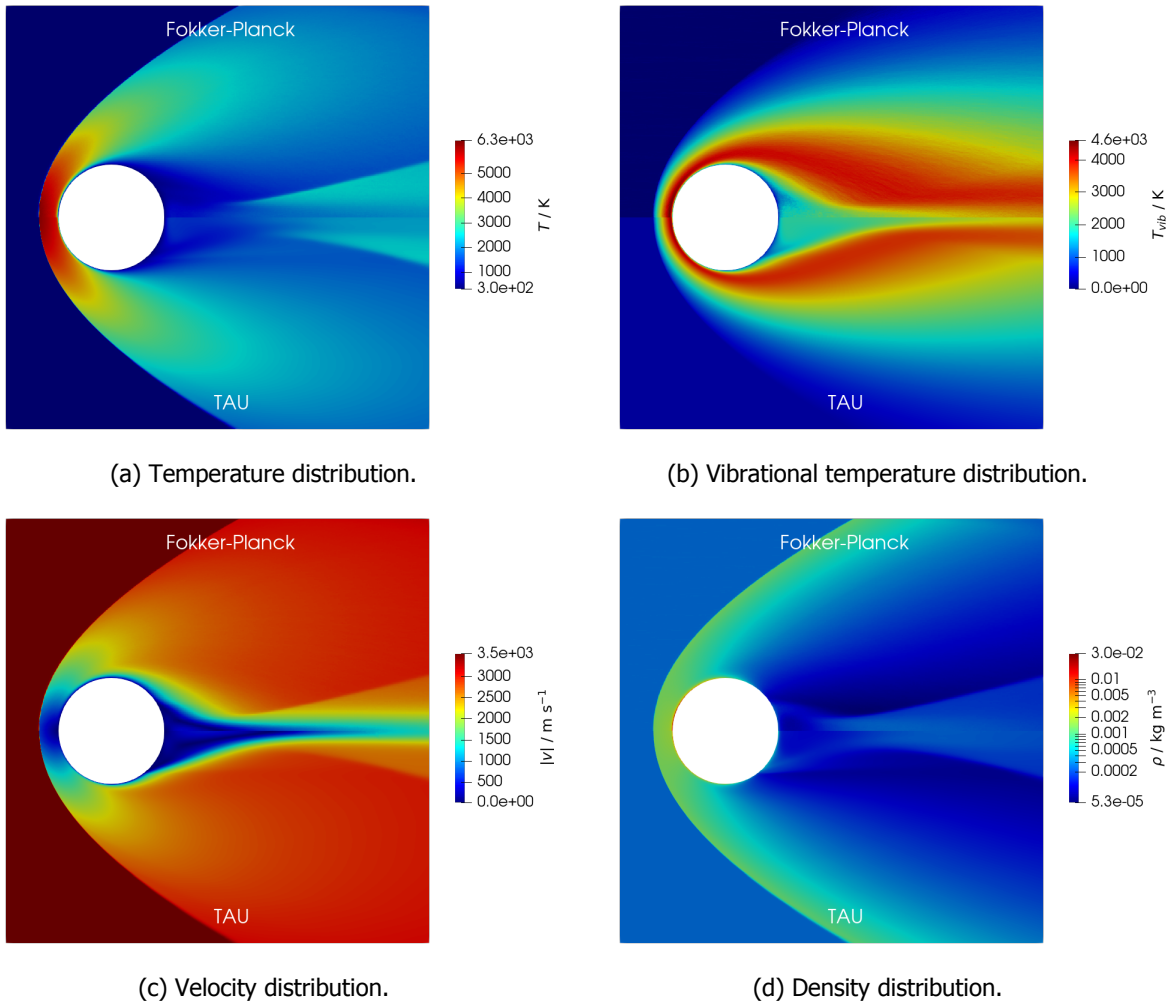 Fokker-Planck
TAU
6.3e+03
6000
5000
4000
3000
2000
1000
3.0e+02
T / K
(a) Temperature distribution.
Fokker-Planck
TAU
4.6e+03
4000
3000
2000
1000
0.0e+00
Tvib / K
(b) Vibrational temperature distribution.
Fokker-Planck
TAU
3.5e+03
3000
2500
2000
1500
1000
500
0.0e+00
|v| / m s⁻¹
(c) Velocity distribution.
Fokker-Planck
TAU
3.0e-02
0.01
0.005
0.002
0.001
0.0005
0.0002
5.3e-05
ρ / kg m⁻³
(d) Density distribution.